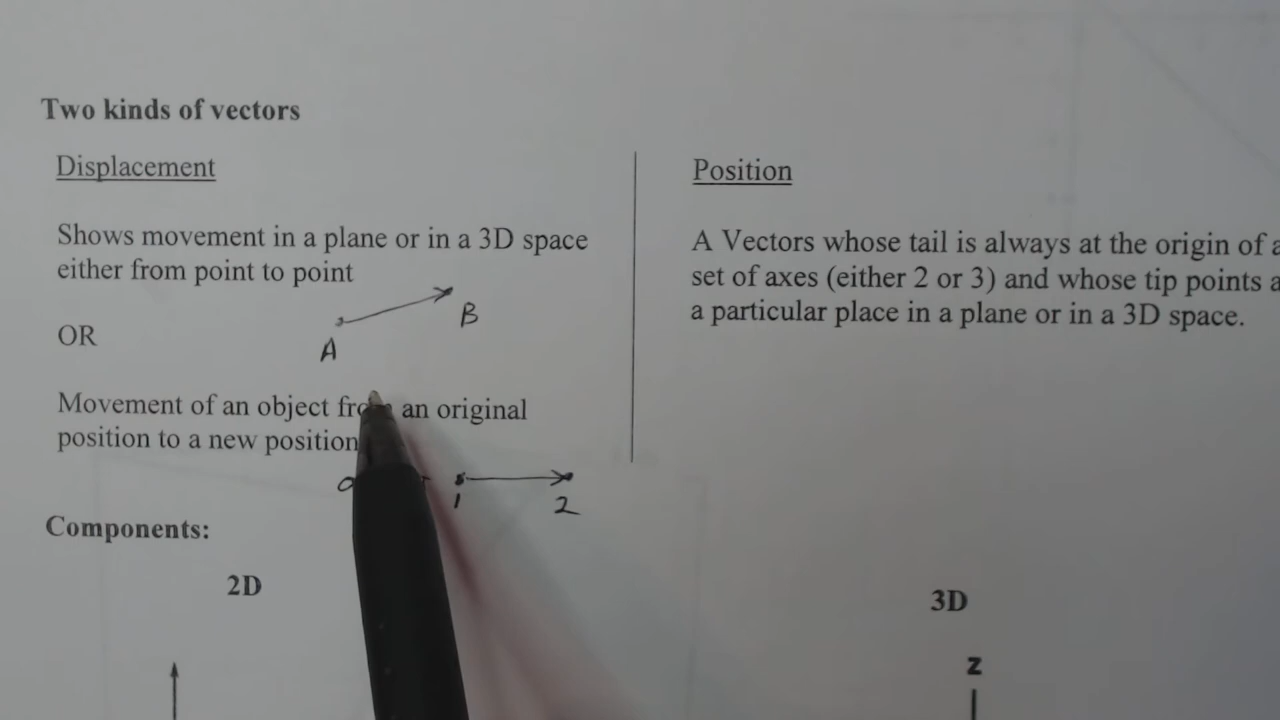 Two kinds of vectors
Displacement
Shows movement in a plane or in a 3D space
either from point to point
B
OR
A
Movement of an object from an original
position to a new position
1
2
Position
A Vectors whose tail is always at the origin of a
set of axes (either 2 or 3) and whose tip points a
a particular place in a plane or in a 3D space.
Components:
2D
3D
z